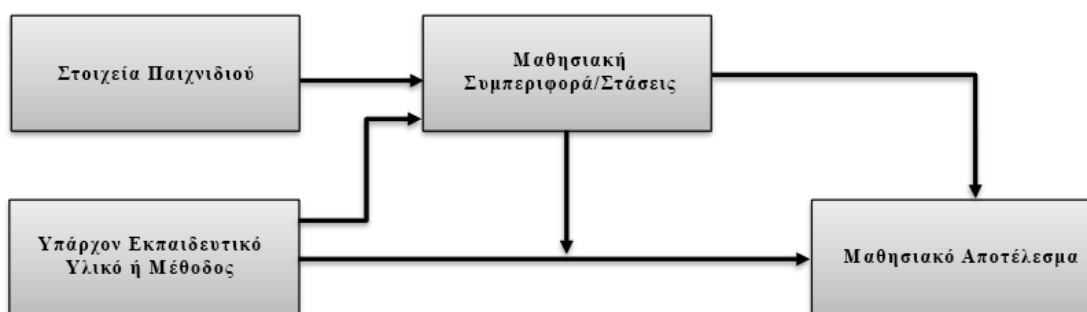 Στοιχεία Παιχνιδιού
Μαθησιακή
Συμπεριφορά/Στάσεις
Υπάρχον Εκπαιδευτικό
Υλικό ή Μέθοδος
Μαθησιακό Αποτέλεσμα